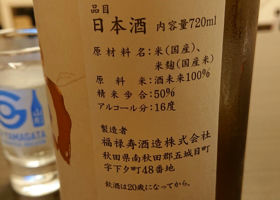 品目
日本酒 内容量720ml
原材料名:米(国産)、
米麹(国産米)
原料米:酒未来100%
精米歩合:50%
アルコール分:16度
製造者
福禄寿酒造株式会社
秋田県南秋田郡五城目町
字下夕町48番地
飲酒は20歳になってから。
山形
YAMAGATA